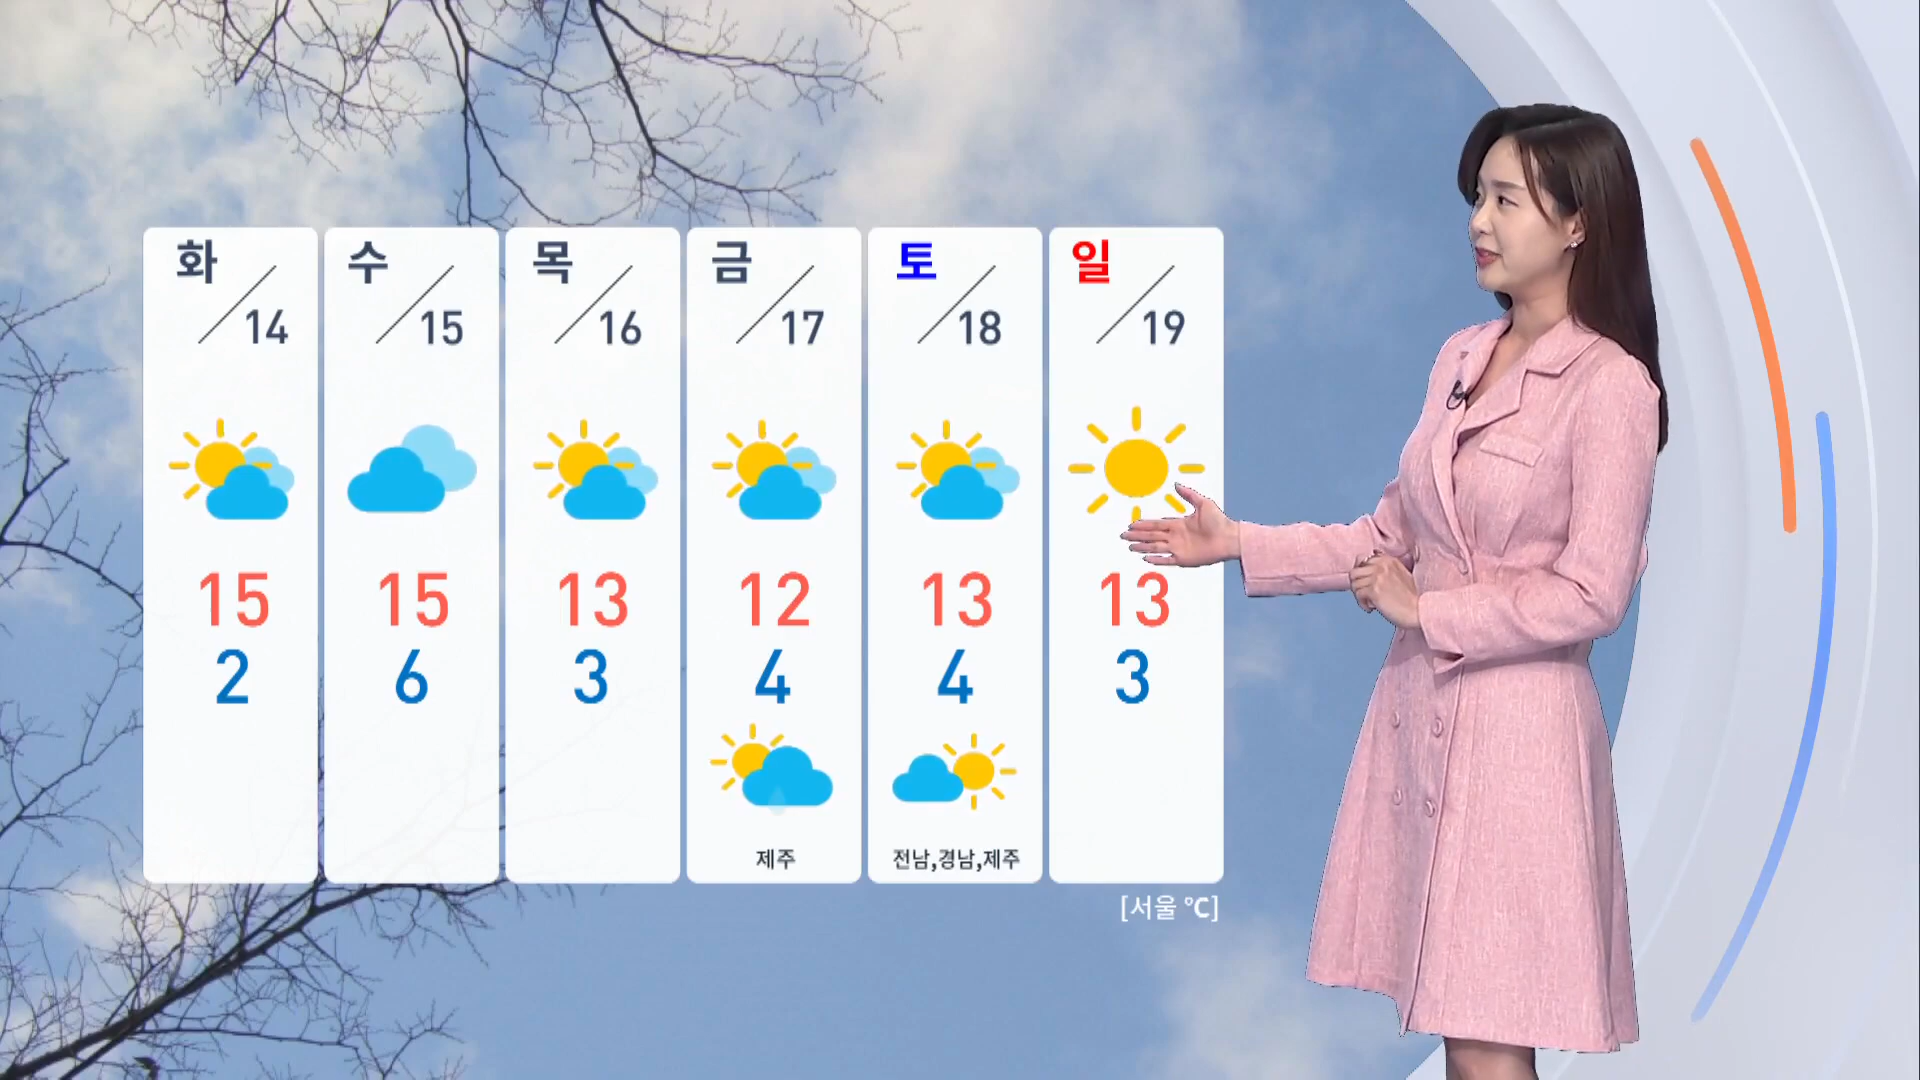 화 14
수 15
목 16
금 17
토 18
일 19
15 15 13 12 13 13
2 6 3 4 4 3
제주
전남,경남,제주
[서울 ℃]